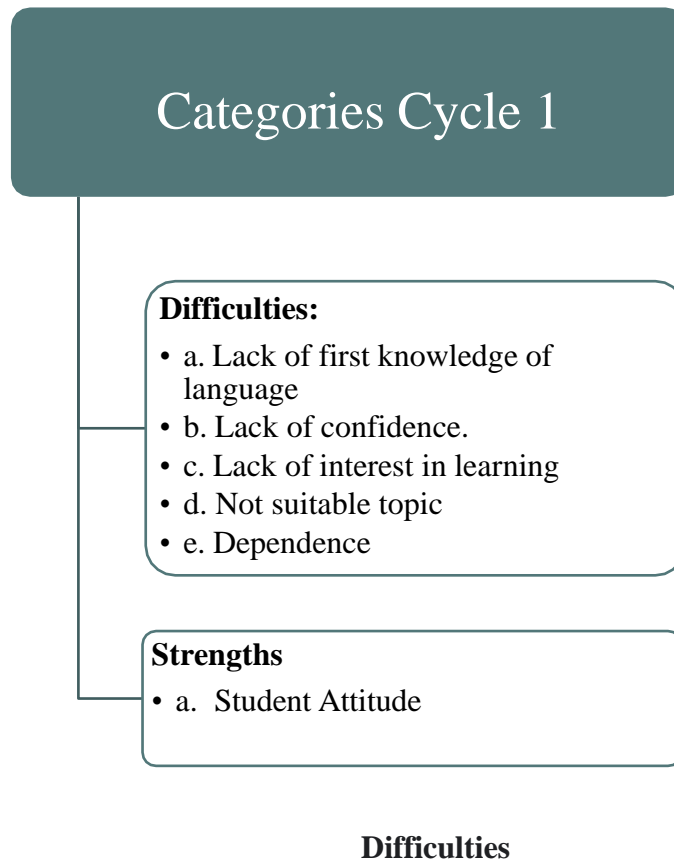 Categories Cycle 1
Difficulties:
• a. Lack of first knowledge of
language
• b. Lack of confidence.
• c. Lack of interest in learning
• d. Not suitable topic
• e. Dependence
Strengths
• a. Student Attitude
Difficulties